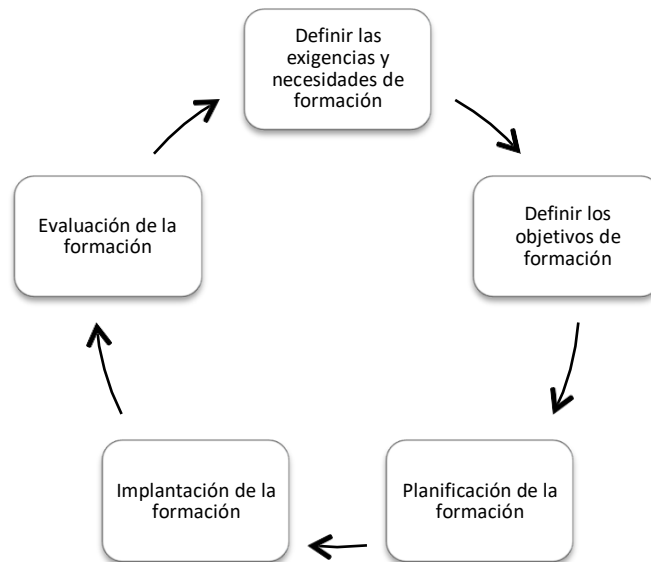 Definir las
exigencias y
necesidades de
formación
Definir los
objetivos de
formación
Planificación de la
formación
Implantación de la
formación
Evaluación de la
formación